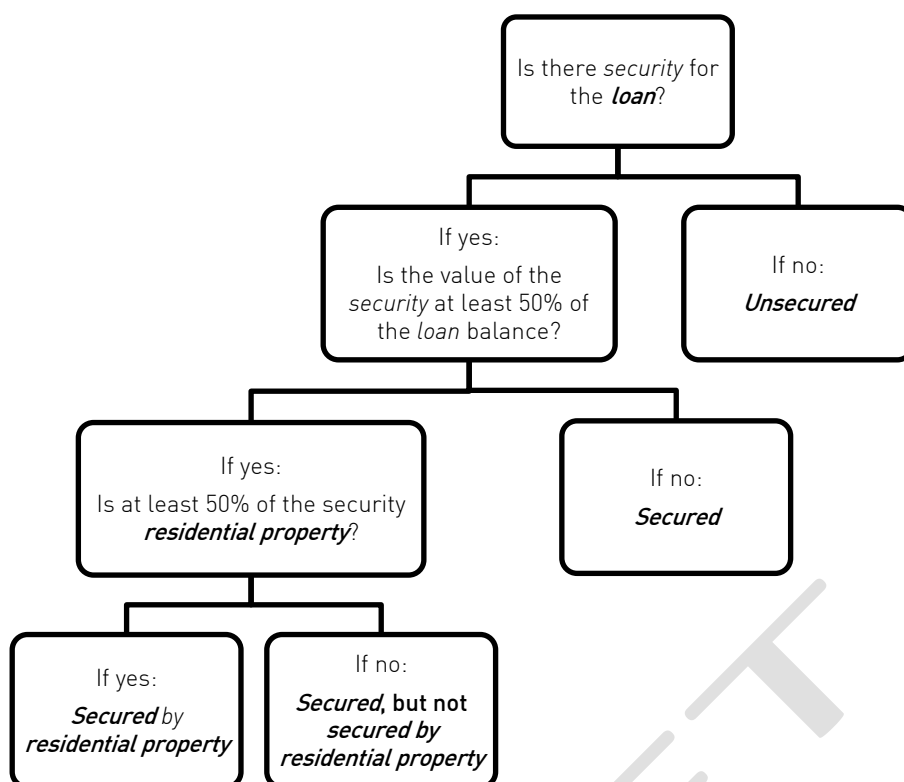 Is there security for
the loan?
If yes:
Is the value of the
security at least 50% of
the loan balance?
If no:
Unsecured
If yes:
Is at least 50% of the security
residential property?
If no:
Secured
If yes:
Secured by
residential property
If no:
Secured, but not
secured by
residential property